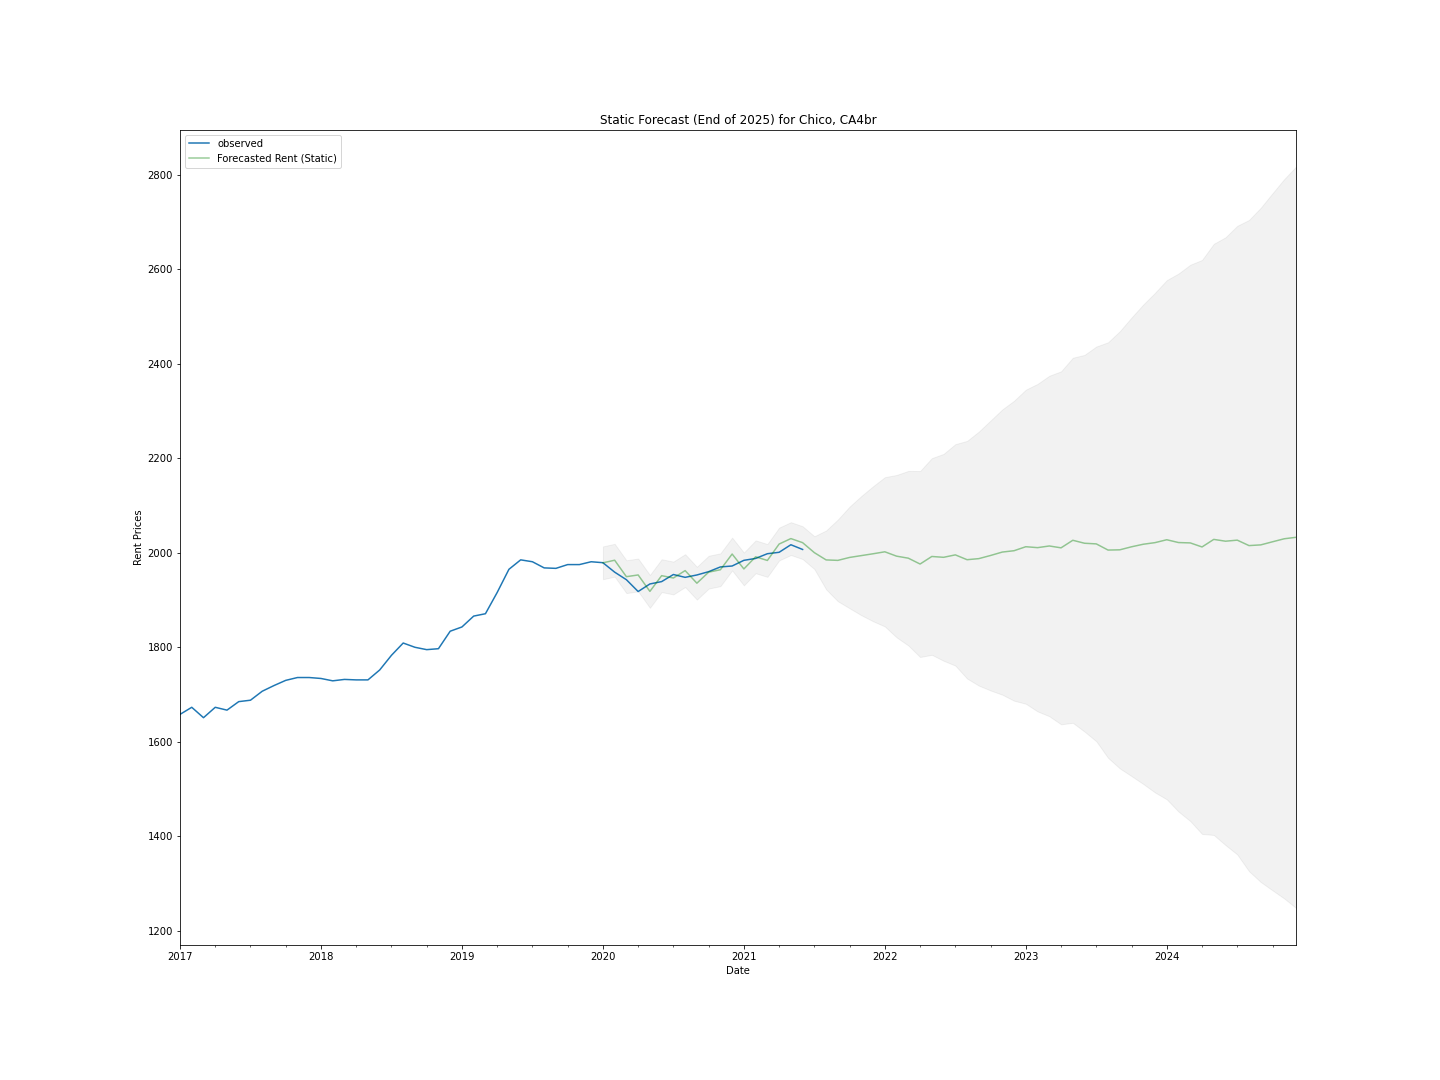 Static Forecast (End of 2025) for Chico, CA4br
observed
Forecasted Rent (Static)
2800
2600
2400
2200
2000
1800
1600
1400
1200
Rent Prices
2017 2018 2019 2020 2021 2022 2023 2024
Date